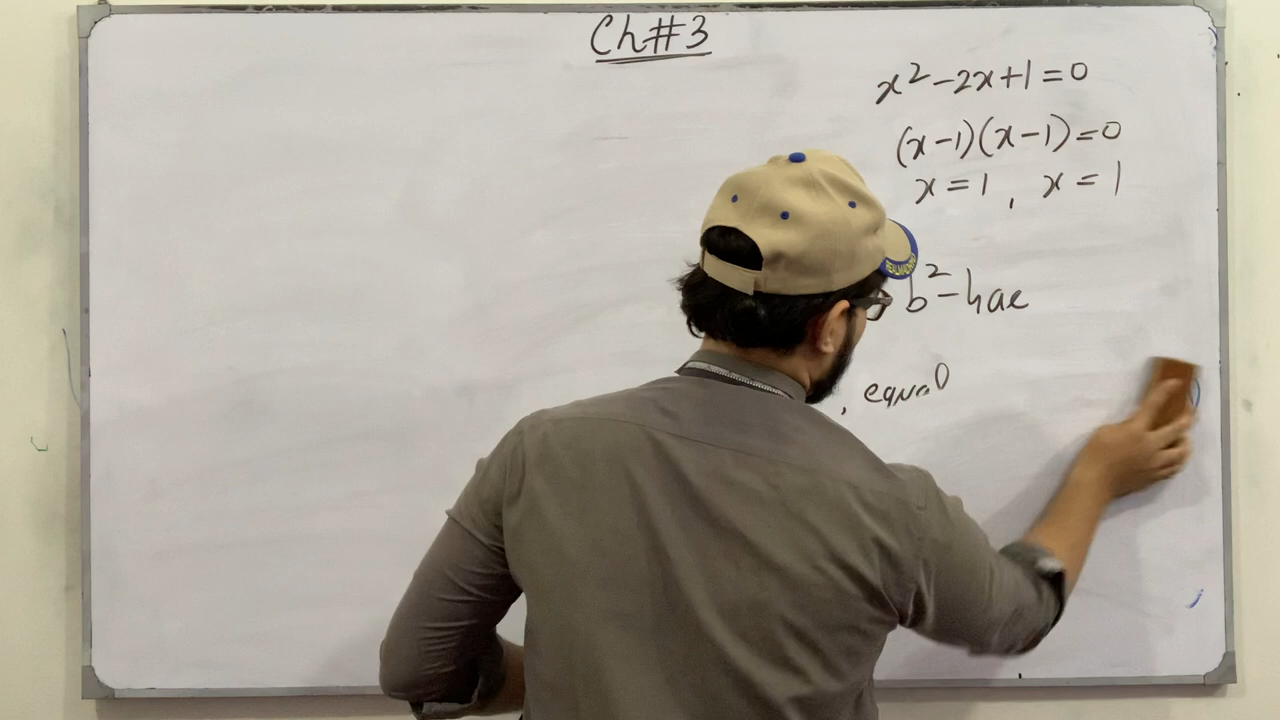 Ch#3
x²-2x+1=0
(x-1)(x-1)=0
x=1 , x=1
b²-4ac
, equal